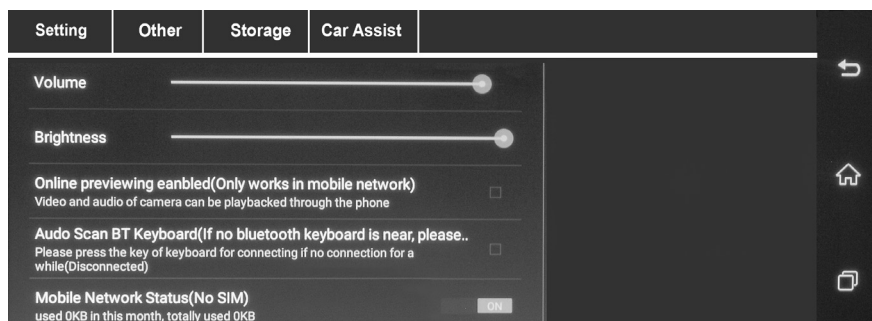 Setting Other Storage Car Assist
Volume
Brightness
Online previewing eanbled(Only works in mobile network)
Video and audio of camera can be playbacked through the phone
Audo Scan BT Keyboard(If no bluetooth keyboard is near, please..
Please press the key of keyboard for connecting if no connection for a
while(Disconnected)
Mobile Network Status(No SIM)
ON
used 0KB in this month, totally used 0KB